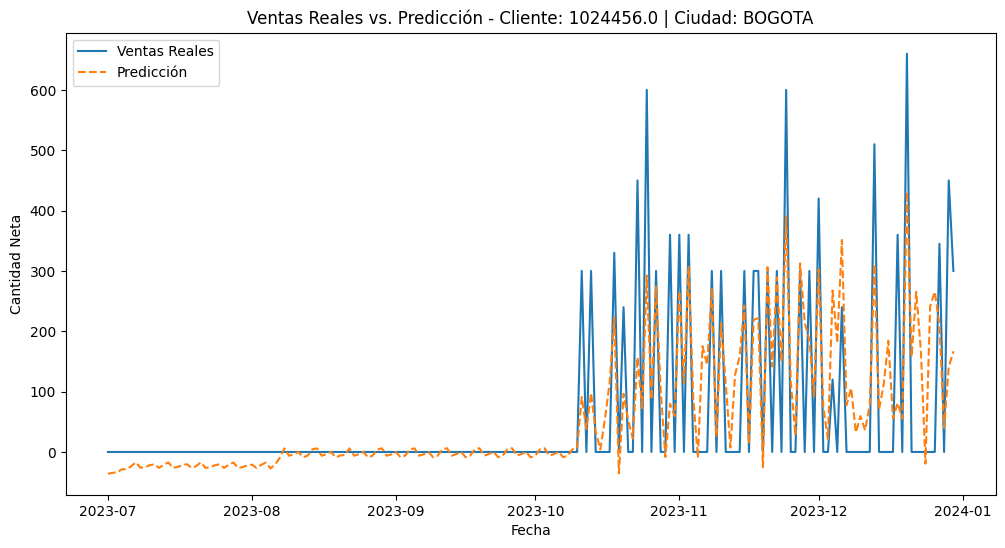 Ventas Reales vs. Predicción - Cliente: 1024456.0 | Ciudad: BOGOTA
Ventas Reales
Predicción
Cantidad Neta
600
500
400
300
200
100
0
2023-07
2023-08
2023-09
2023-10
2023-11
2023-12
2024-01
Fecha